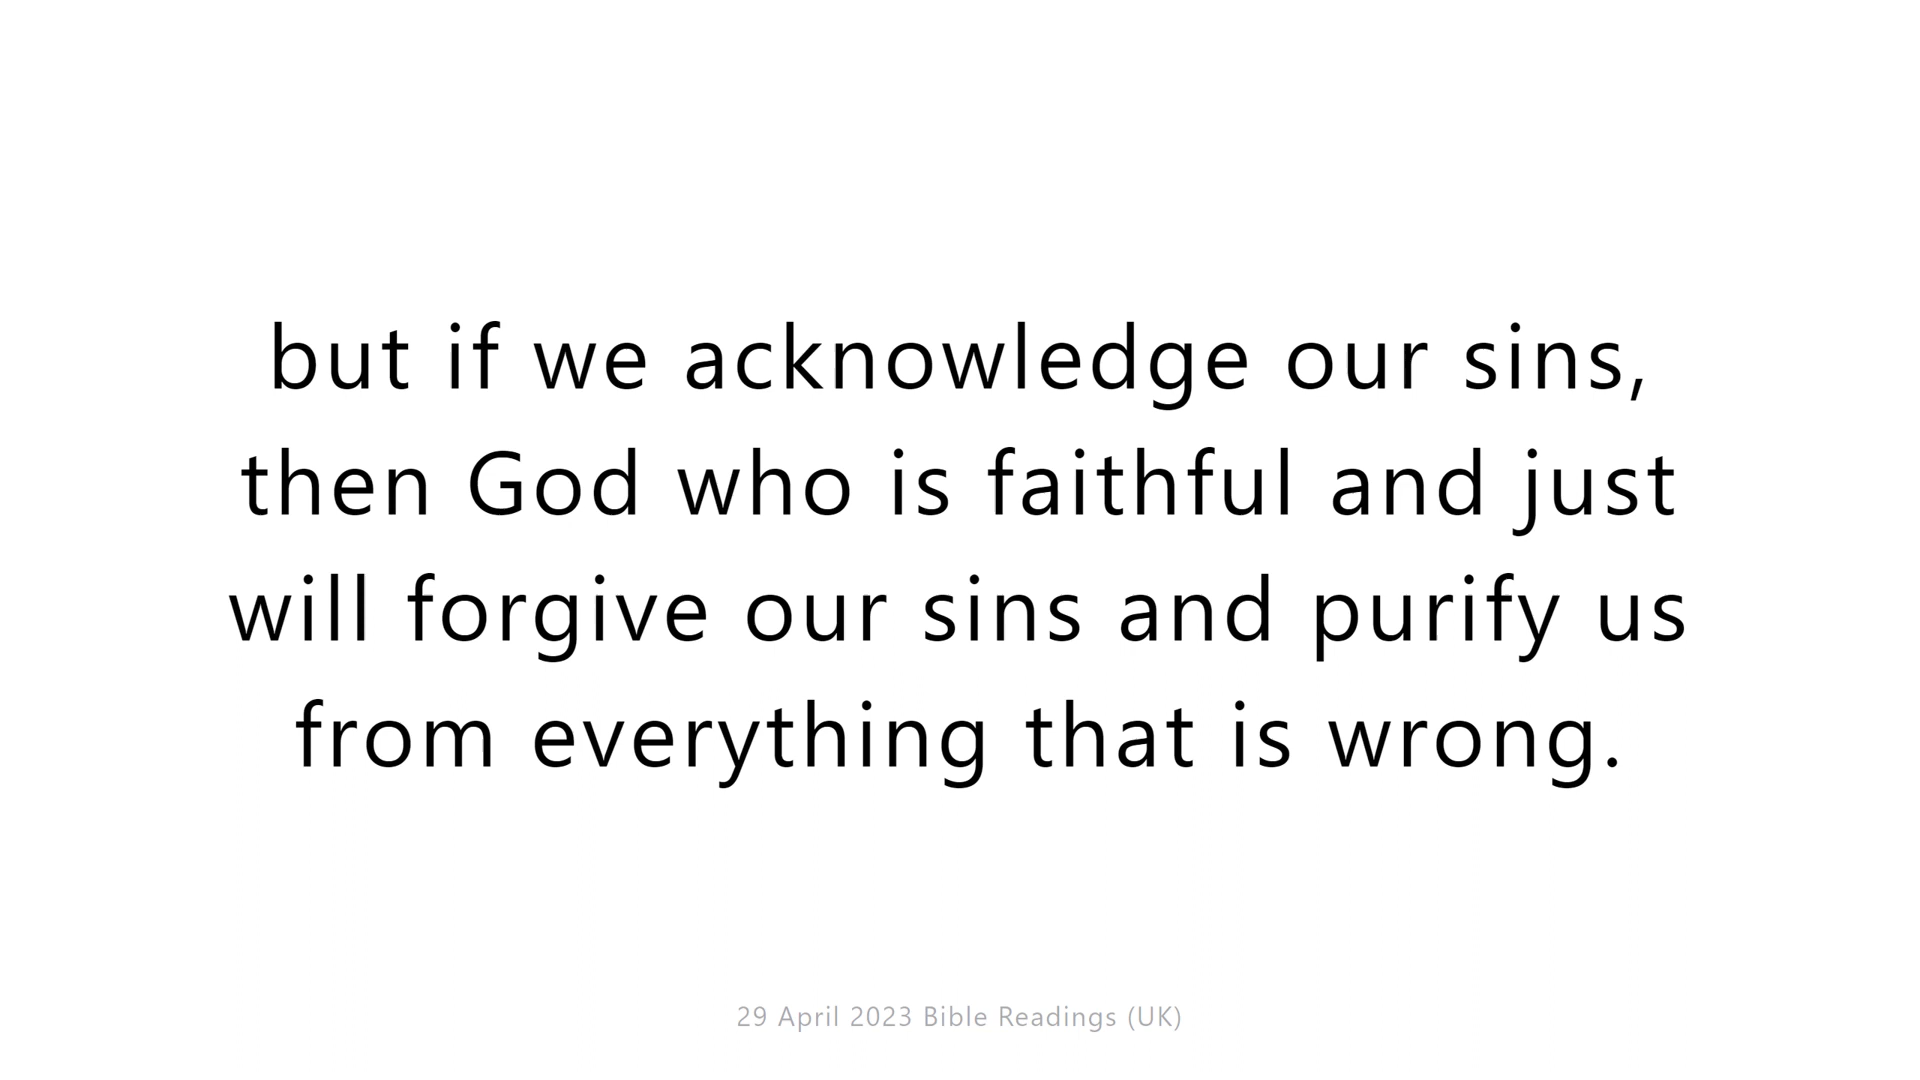 but if we acknowledge our sins,
then God who is faithful and just
will forgive our sins and purify us
from everything that is wrong.
29 April 2023 Bible Readings (UK)